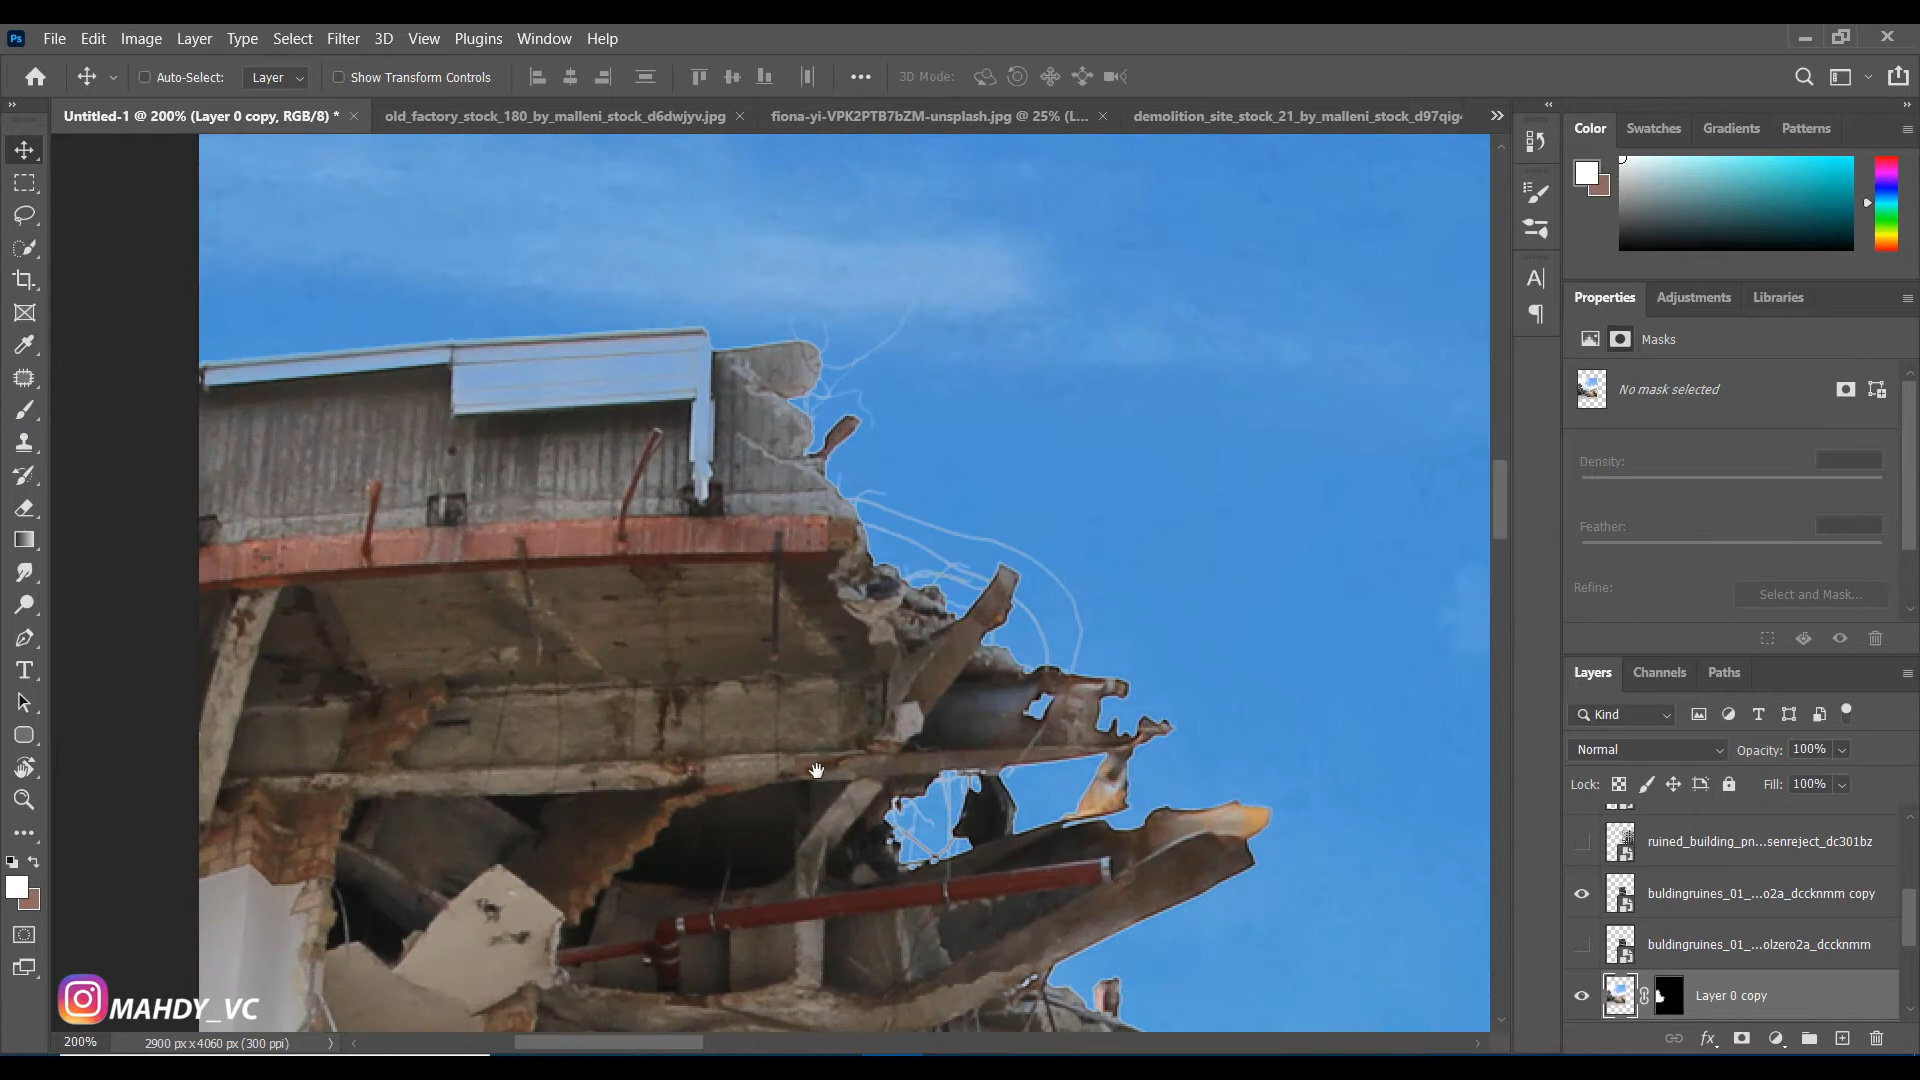 Ps File Edit Image Layer Type Select Filter 3D View Plugins Window Help
Auto-Select: Layer Show Transform Controls 3D Mode:
Untitled-1 @ 200% (Layer 0 copy, RGB/8) * old_factory_stock_180_by_malleni_stock_d6dwjyv.jpg fiona-yi-VPK2PTB7bZM-unsplash.jpg @ 25% (L... demolition_site_stock_21_by_malleni_stock_d97qig
Color Swatches Gradients Patterns
Properties Adjustments Libraries
Masks
No mask selected
Density:
Feather:
Refine: Select and Mask...
Layers Channels Paths
Kind
Normal Opacity: 100%
Lock: Fill: 100%
ruined_building_pn...senreject_dc301bz
buldingruines_01_...o2a_dccknmm copy
buldingruines_01_...olzero2a_dccknmm
Layer 0 copy
MAHDY_VC
200% 2900 px x 4060 px (300 ppi)